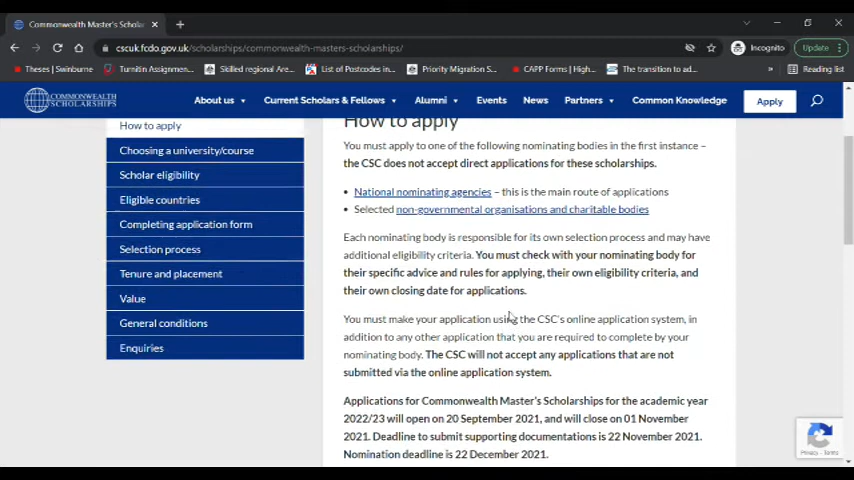 Commonwealth Master's Schola
Incognito
Update
cscuk.fcdo.gov.uk/scholarships/commonwealth-masters-scholarships/
Theses | Swinburne
Turnitin Assignmen...
Skilled regional Area...
List of Postcodes in...
Priority Migration S...
CAPP Forms | High...
The transition to ad...
»
Reading list
COMMONWEALTH
SCHOLARSHIPS
About us
Current Scholars & Fellows
Alumni
Events
News
Partners
Common Knowledge
Apply
How to apply
Choosing a university/course
Scholar eligibility
Eligible countries
Completing application form
Selection process
Tenure and placement
Value
General conditions
Enquiries
How to apply
You must apply to one of the following nominating bodies in the first instance –
the CSC does not accept direct applications for these scholarships.
• National nominating agencies – this is the main route of applications
• Selected non-governmental organisations and charitable bodies
Each nominating body is responsible for its own selection process and may have
additional eligibility criteria. You must check with your nominating body for
their specific advice and rules for applying, their own eligibility criteria, and
their own closing date for applications.
You must make your application using the CSC's online application system, in
addition to any other application that you are required to complete by your
nominating body. The CSC will not accept any applications that are not
submitted via the online application system.
Applications for Commonwealth Master's Scholarships for the academic year
2022/23 will open on 20 September 2021, and will close on 01 November
2021. Deadline to submit supporting documentations is 22 November 2021.
Nomination deadline is 22 December 2021.
Privacy - Terms